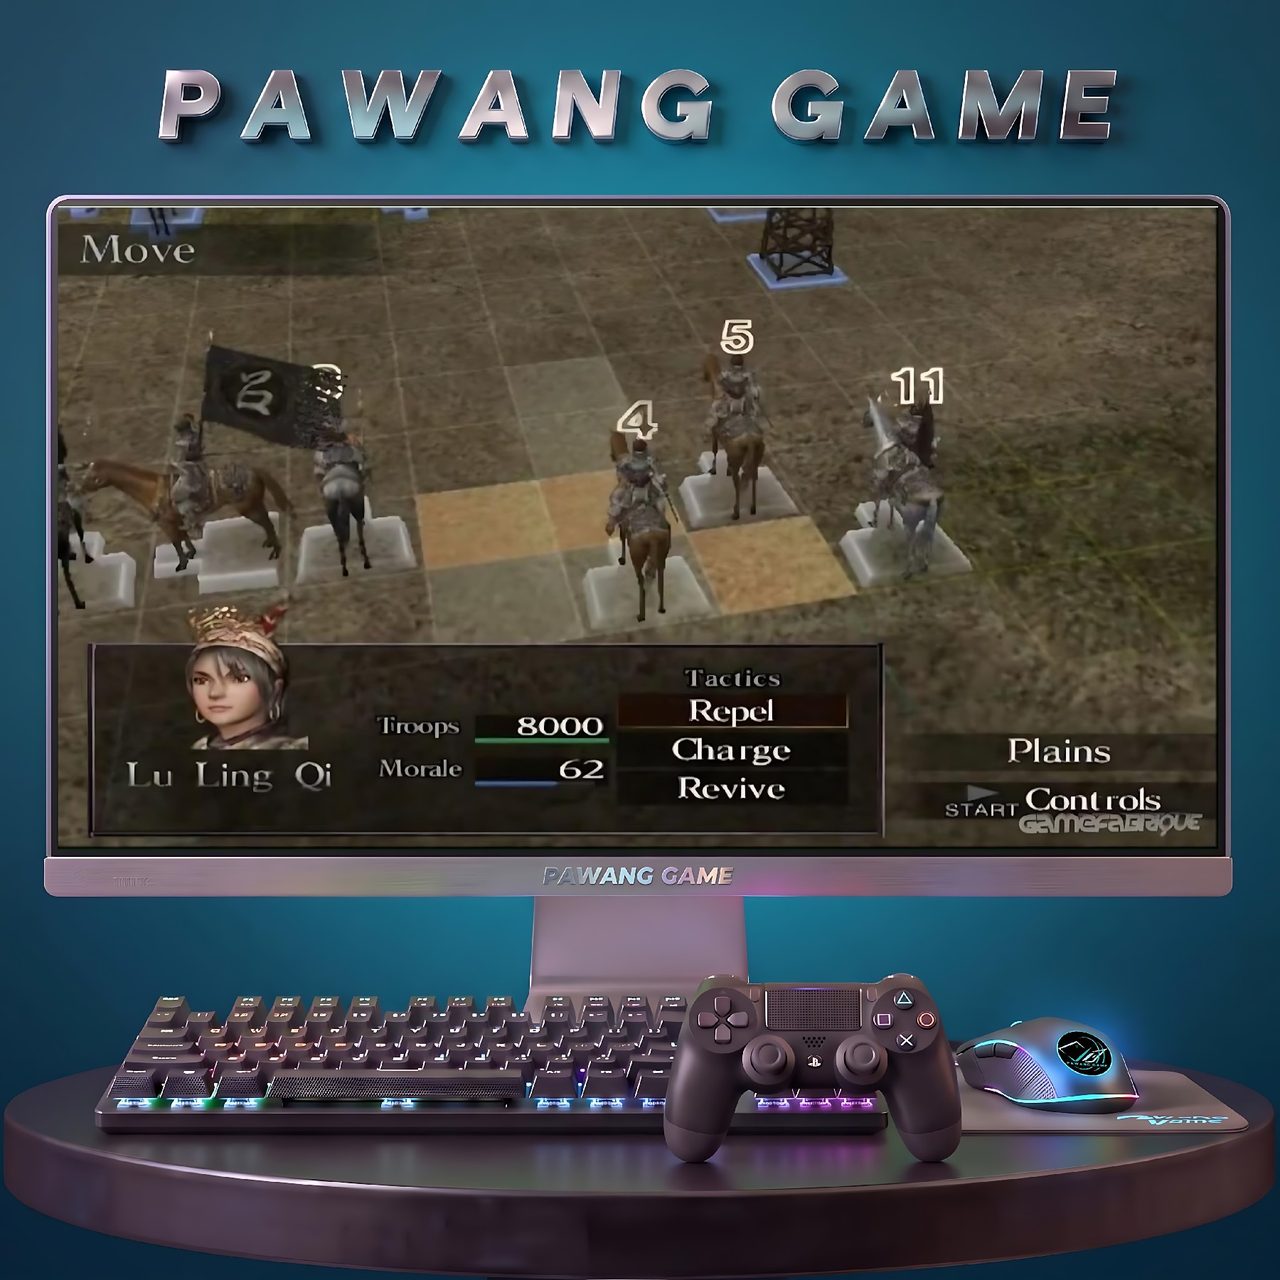 PAWANG GAME
Move
5
11
4
呂
Troops 8000
Morale 62
Lu Ling Qi
Tactics
Repel
Charge
Revive
Plains
START Controls
GAMEFABRIQUE
PAWANG GAME